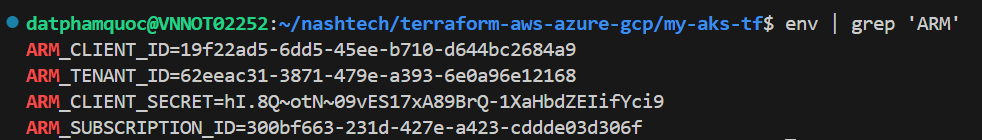 datphamquoc@VNNOT02252:~/nashtech/terraform-aws-azure-gcp/my-aks-tf$ env | grep 'ARM'
ARM_CLIENT_ID=19f22ad5-6dd5-45ee-b710-d644bc2684a9
ARM_TENANT_ID=62eeac31-3871-479e-a393-6e0a96e12168
ARM_CLIENT_SECRET=hI.8Q~otN~09vES17xA89BrQ-1XaHbdZEIifYci9
ARM_SUBSCRIPTION_ID=300bf663-231d-427e-a423-cddde03d306f